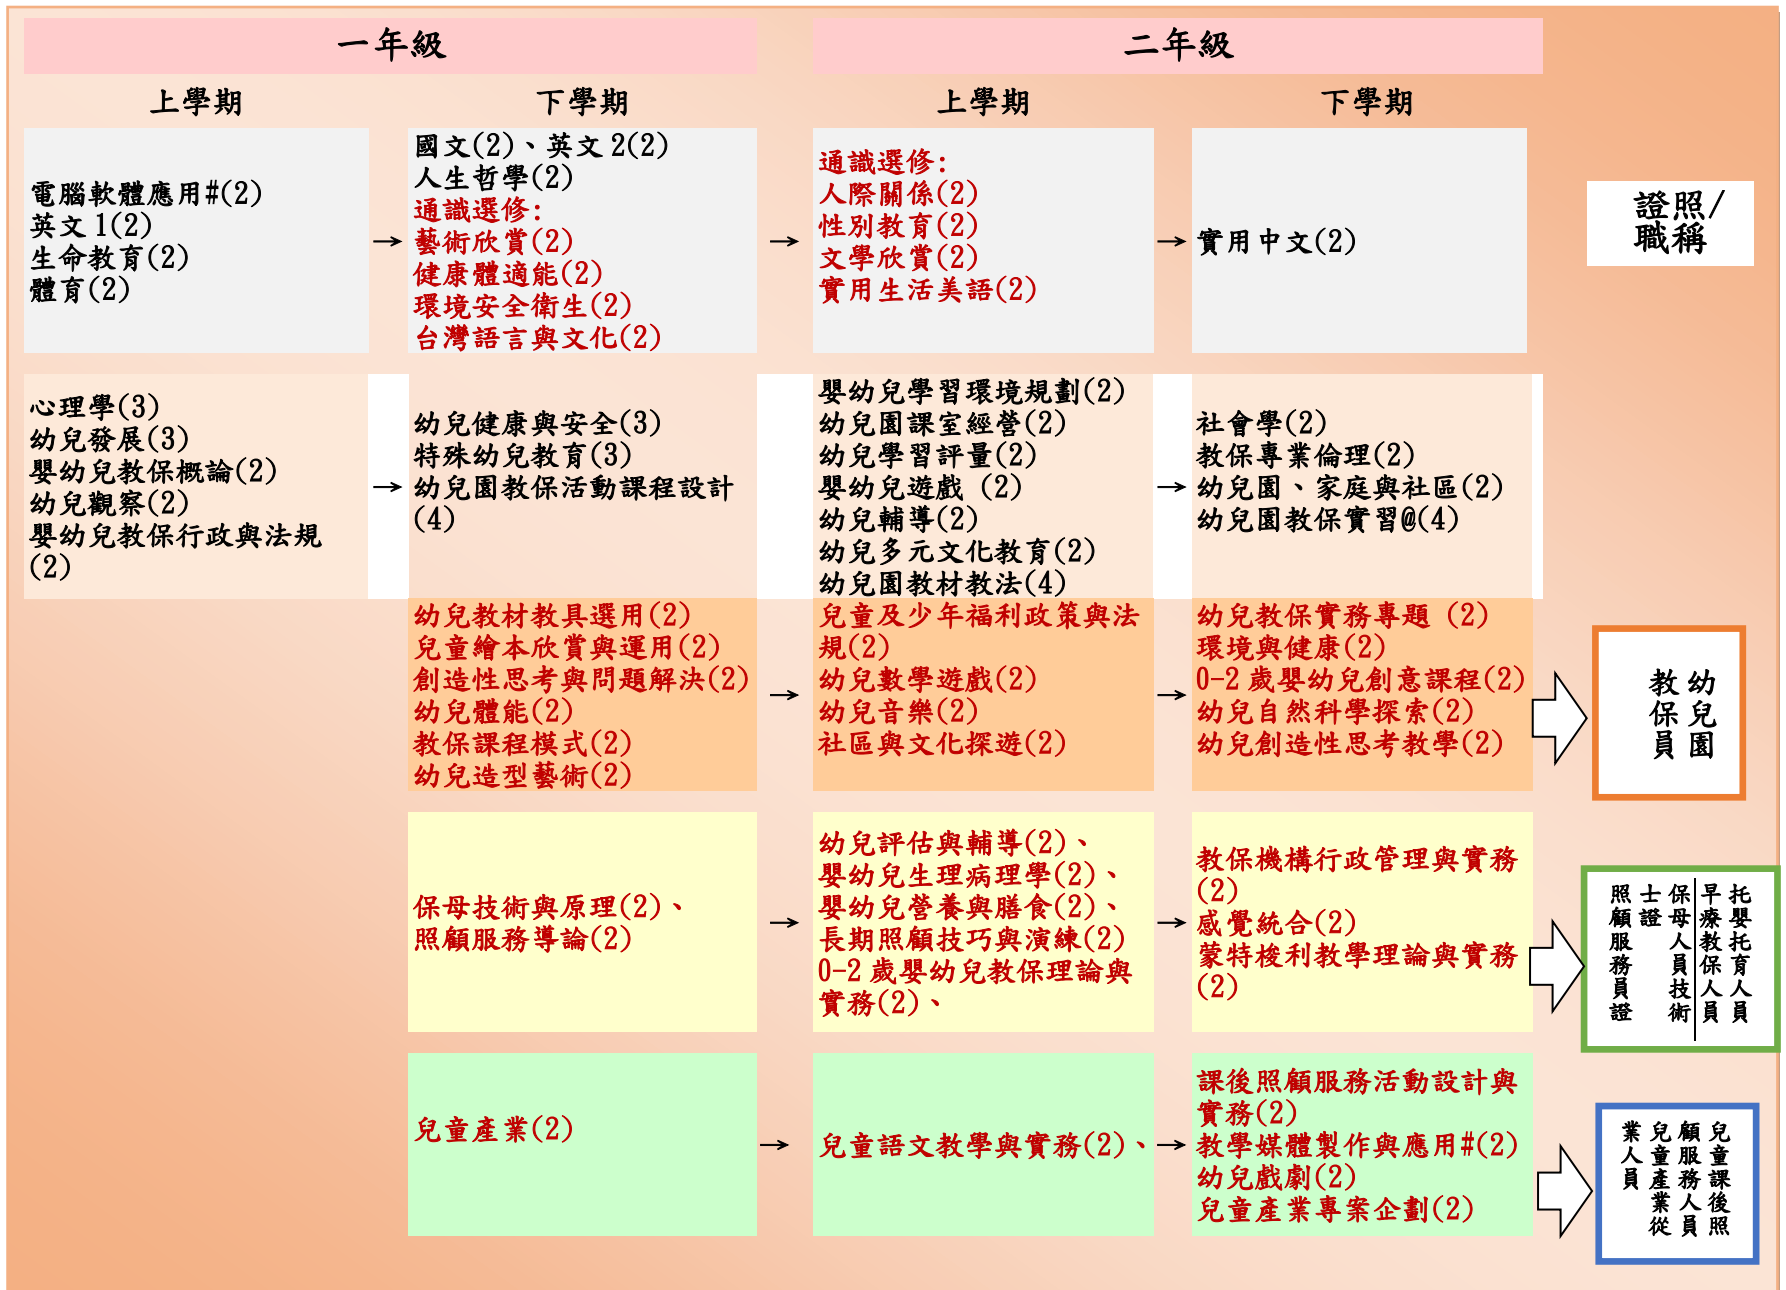 一年級
二年級
上學期
下學期
上學期
下學期
電腦軟體應用#(2)
英文 1(2)
生命教育(2)
體育(2)
→
國文(2)、英文 2(2)
人生哲學(2)
通識選修:
藝術欣賞(2)
健康體適能(2)
環境安全衛生(2)
台灣語言與文化(2)
→
通識選修:
人際關係(2)
性別教育(2)
文學欣賞(2)
實用生活美語(2)
→
實用中文(2)
證照/
職稱
心理學(3)
幼兒發展(3)
嬰幼兒教保概論(2)
幼兒觀察(2)
嬰幼兒教保行政與法規
(2)
→
幼兒健康與安全(3)
特殊幼兒教育(3)
幼兒園教保活動課程設計
(4)
嬰幼兒學習環境規劃(2)
幼兒園課室經營(2)
幼兒學習評量(2)
嬰幼兒遊戲 (2)
幼兒輔導(2)
幼兒多元文化教育(2)
幼兒園教材教法(4)
→
社會學(2)
教保專業倫理(2)
幼兒園、家庭與社區(2)
幼兒園教保實習@(4)
幼兒教材教具選用(2)
兒童繪本欣賞與運用(2)
創造性思考與問題解決(2)
幼兒體能(2)
教保課程模式(2)
幼兒造型藝術(2)
→
兒童及少年福利政策與法
規(2)
幼兒數學遊戲(2)
幼兒音樂(2)
社區與文化探遊(2)
→
幼兒教保實務專題 (2)
環境與健康(2)
0-2 歲嬰幼兒創意課程(2)
幼兒自然科學探索(2)
幼兒創造性思考教學(2)
幼兒園
教保員
保母技術與原理(2)、
照顧服務導論(2)
→
幼兒評估與輔導(2)、
嬰幼兒生理病理學(2)、
嬰幼兒營養與膳食(2)、
長期照顧技巧與演練(2)
0-2 歲嬰幼兒教保理論與
實務(2)、
→
教保機構行政管理與實務
(2)
感覺統合(2)
蒙特梭利教學理論與實務
(2)
托嬰托育人員
早療教保人員
保母人員技術
士證
照顧服務員證
兒童產業(2)
→
兒童語文教學與實務(2)、
→
課後照顧服務活動設計與
實務(2)
教學媒體製作與應用#(2)
幼兒戲劇(2)
兒童產業專案企劃(2)
兒童課後照
顧服務人員
兒童產業從
業人員